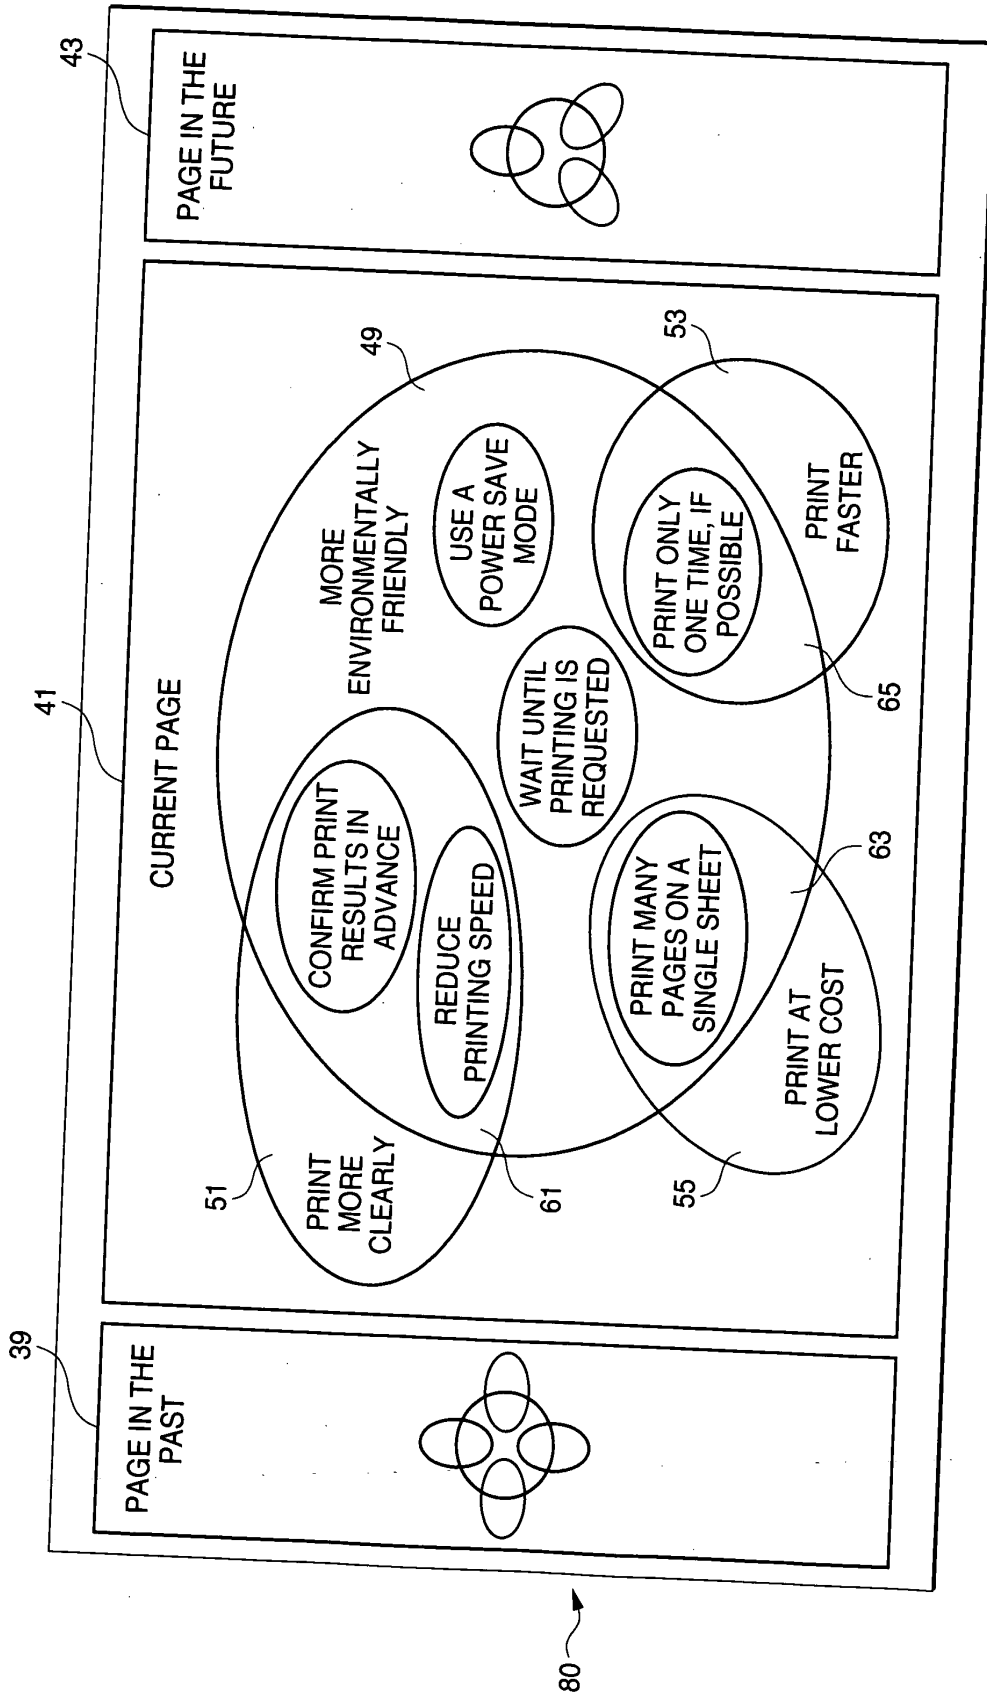 39
PAGE IN THE
PAST
41
CURRENT PAGE
51
PRINT
MORE
CLEARLY
61
CONFIRM PRINT
RESULTS IN
ADVANCE
REDUCE
PRINTING SPEED
49
MORE
ENVIRONMENTALLY
FRIENDLY
USE A
POWER SAVE
MODE
WAIT UNTIL
PRINTING IS
REQUESTED
PRINT MANY
PAGES ON A
SINGLE SHEET
63
55
PRINT AT
LOWER COST
PRINT ONLY
ONE TIME, IF
POSSIBLE
65
53
PRINT
FASTER
43
PAGE IN THE
FUTURE
80